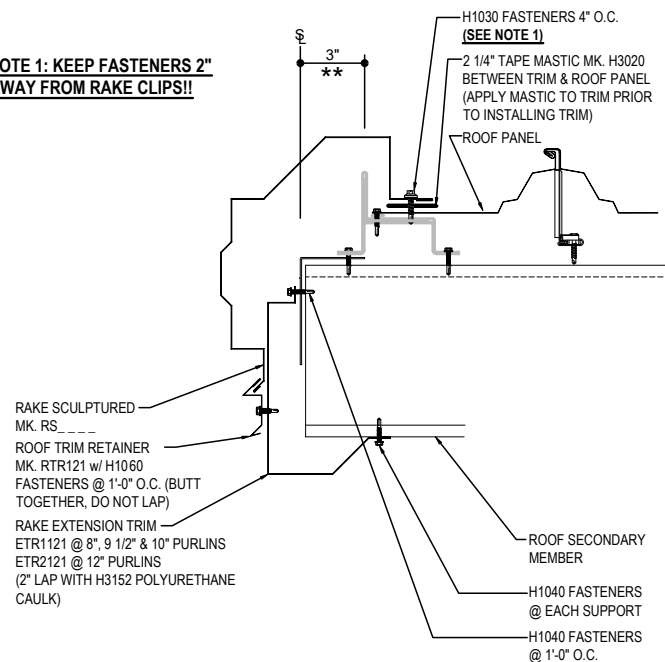 OTE 1: KEEP FASTENERS 2"
WAY FROM RAKE CLIPS!!
3"
**
H1030 FASTENERS 4" O.C.
(SEE NOTE 1)
2 1/4" TAPE MASTIC MK. H3020
BETWEEN TRIM & ROOF PANEL
(APPLY MASTIC TO TRIM PRIOR
TO INSTALLING TRIM)
ROOF PANEL
RAKE SCULPTURED
MK. RS_ _ _ _
ROOF TRIM RETAINER
MK. RTR121 w/ H1060
FASTENERS @ 1'-0" O.C. (BUTT
TOGETHER, DO NOT LAP)
RAKE EXTENSION TRIM
ETR1121 @ 8", 9 1/2" & 10" PURLINS
ETR2121 @ 12" PURLINS
(2" LAP WITH H3152 POLYURETHANE
CAULK)
ROOF SECONDARY
MEMBER
H1040 FASTENERS
@ EACH SUPPORT
H1040 FASTENERS
@ 1'-0" O.C.